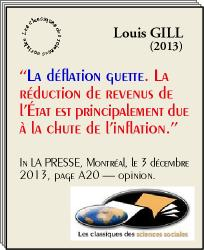 Les classiques des sciences sociales
Louis GILL
(2013)
“La déflation guette. La
réduction de revenus de
l’État est principalement due
à la chute de l’inflation.”
In LA PRESSE, Montréal, le 3 décembre
2013, page A20 — opinion.
Les classiques des sciences sociales